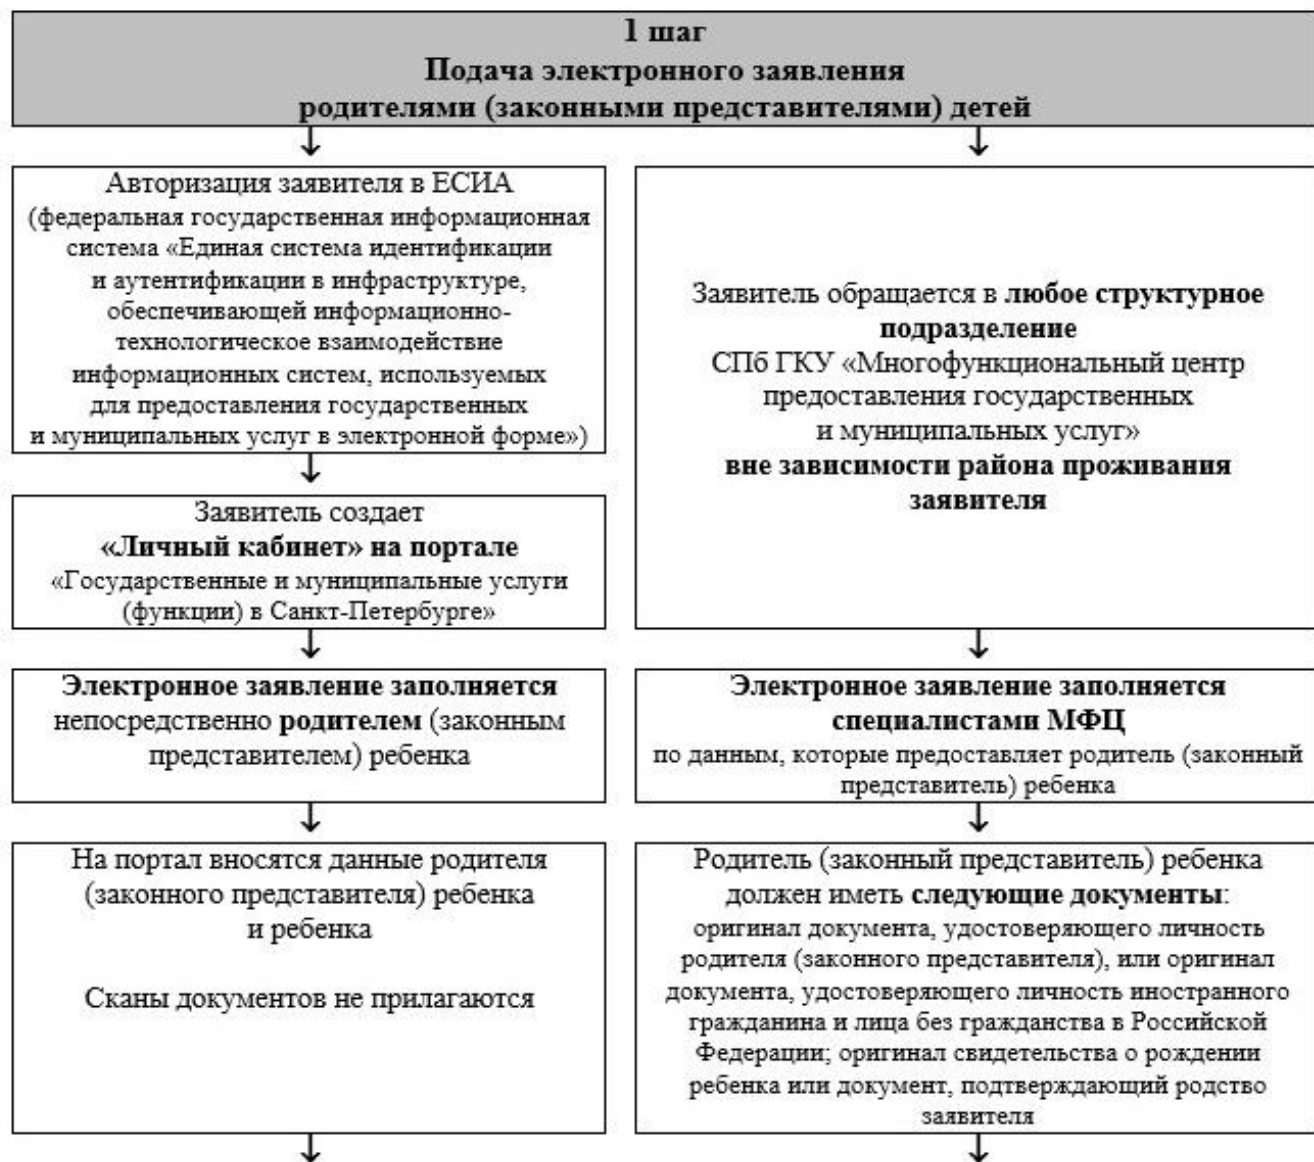 1 шаг
Подача электронного заявления
родителями (законными представителями) детей
Авторизация заявителя в ЕСИА
(федеральная государственная информационная
система «Единая система идентификации
и аутентификации в инфраструктуре,
обеспечивающей информационно-
технологическое взаимодействие
информационных систем, используемых
для предоставления государственных
и муниципальных услуг в электронной форме»)
Заявитель создает
«Личный кабинет» на портале
«Государственные и муниципальные услуги
(функции) в Санкт-Петербурге»
Электронное заявление заполняется
непосредственно родителем (законным
представителем) ребенка
На портал вносятся данные родителя
(законного представителя) ребенка
и ребенка
Сканы документов не прилагаются
Заявитель обращается в любое структурное
подразделение
СПб ГКУ «Многофункциональный центр
предоставления государственных
и муниципальных услуг»
вне зависимости района проживания
заявителя
Электронное заявление заполняется
специалистами МФЦ
по данным, которые предоставляет родитель (законный
представитель) ребенка
Родитель (законный представитель) ребенка
должен иметь следующие документы:
оригинал документа, удостоверяющего личность
родителя (законного представителя), или оригинал
документа, удостоверяющего личность иностранного
гражданина и лица без гражданства в Российской
Федерации; оригинал свидетельства о рождении
ребенка или документ, подтверждающий родство
заявителя